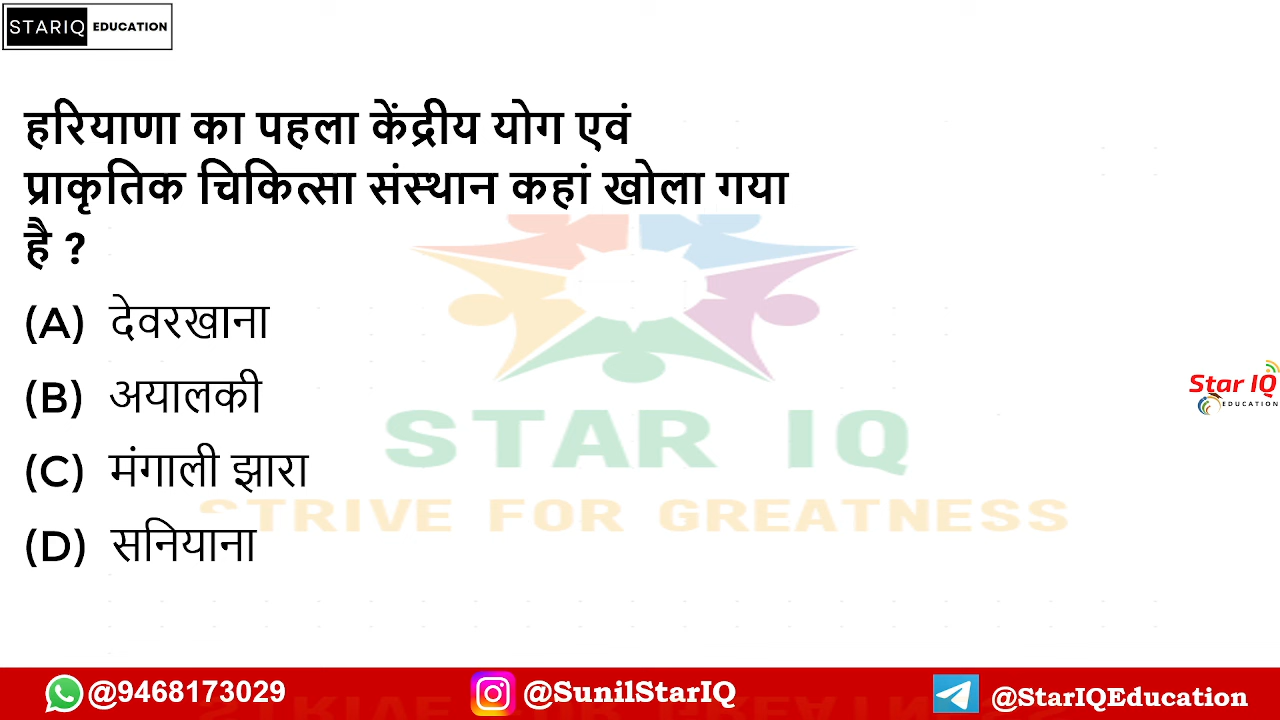 STARIQ EDUCATION
हरियाणा का पहला केंद्रीय योग एवं
प्राकृतिक चिकित्सा संस्थान कहां खोला गया
है ?
(A) देवरखाना
(B) अयालकी
(C) मंगाली झारा
(D) सनियाना
Star IQ
EDUCATION
STAR IQ
STRIVE FOR GREATNESS
@9468173029 @SunilStarIQ @StarIQEducation